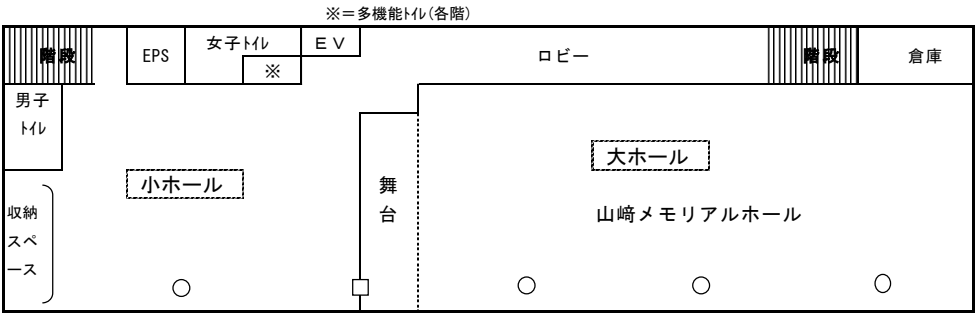 ※=多機能ﾄｲﾚ(各階)
階段
EPS
女子ﾄｲﾚ
ＥＶ
※
ロビー
階段
倉庫
男子
ﾄｲﾚ
小ホール
舞
台
大ホール
山﨑メモリアルホール
収納
スペ
ース